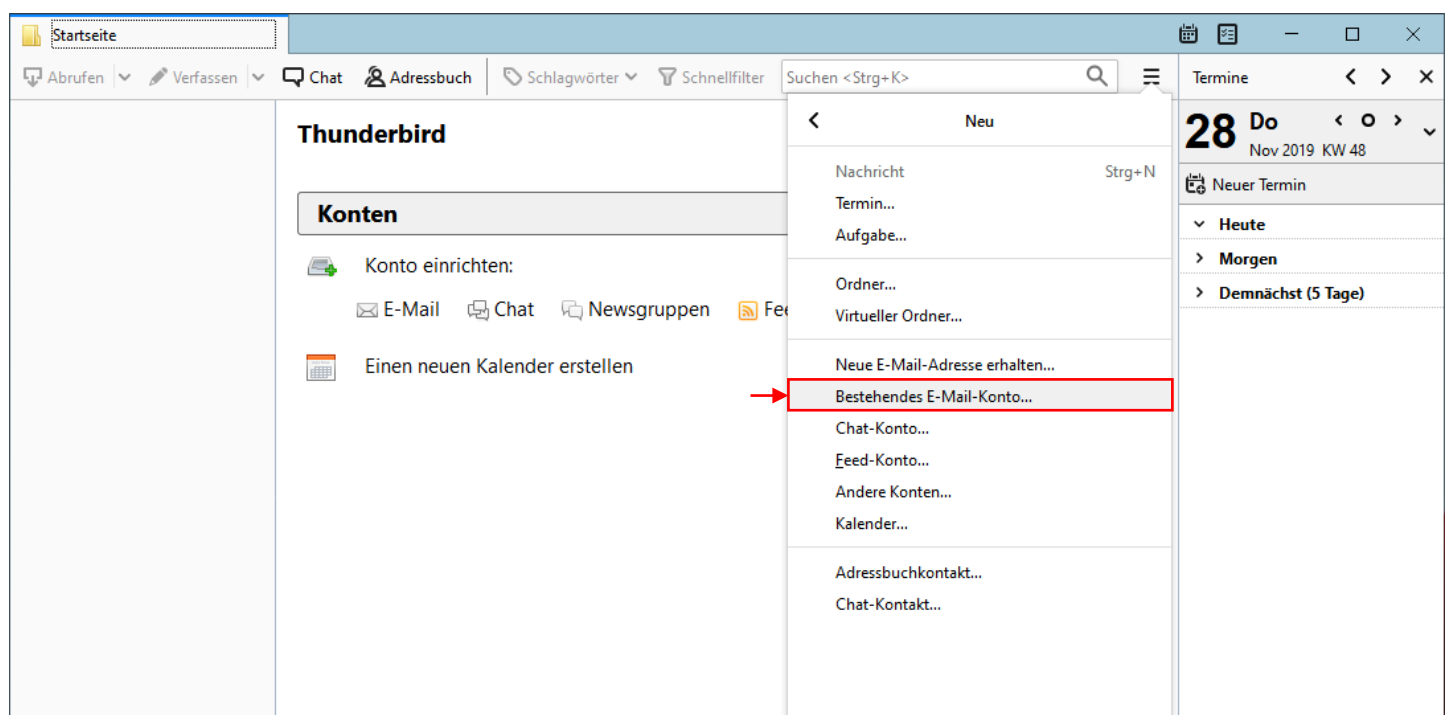 Startseite
Abrufen Verfassen Chat Adressbuch Schlagwörter Schnellfilter Suchen <Strg+K>
Thunderbird
Konten
Konto einrichten:
E-Mail Chat Newsgruppen Fee
Einen neuen Kalender erstellen
Neu
Nachricht Strg+N
Termin...
Aufgabe...
Ordner...
Virtueller Ordner...
Neue E-Mail-Adresse erhalten...
Bestehendes E-Mail-Konto...
Chat-Konto...
Feed-Konto...
Andere Konten...
Kalender...
Adressbuchkontakt...
Chat-Kontakt...
Termine
28 Do
Nov 2019 KW 48
Neuer Termin
Heute
Morgen
Demnächst (5 Tage)